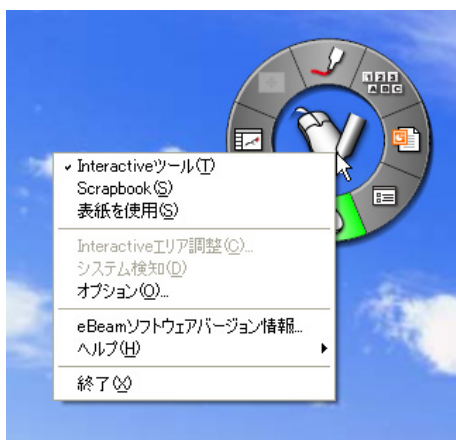 123
ABC
Interactiveツール(T)
Scrapbook(S)
表紙を使用(S)
Interactiveエリア調整(C)...
システム検知(D)
オプション(O)...
eBeamソフトウェアバージョン情報...
ヘルプ(H)
終了(X)